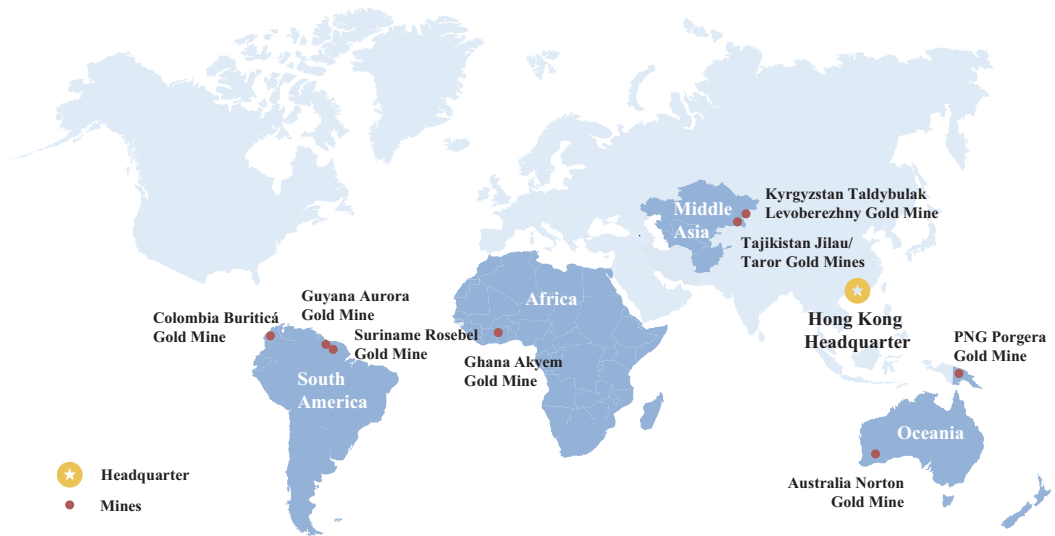 Kyrgyzstan Taldybulak
Levoberezhny Gold Mine
Middle
Asia
Tajikistan Jilau/
Taror Gold Mines
Hong Kong
Headquarter
Africa
Guyana Aurora
Gold Mine
Colombia Buriticá
Gold Mine
Suriname Rosebel
Gold Mine
Ghana Akyem
Gold Mine
PNG Porgera
Gold Mine
South
America
Oceania
Australia Norton
Gold Mine
Headquarter
Mines